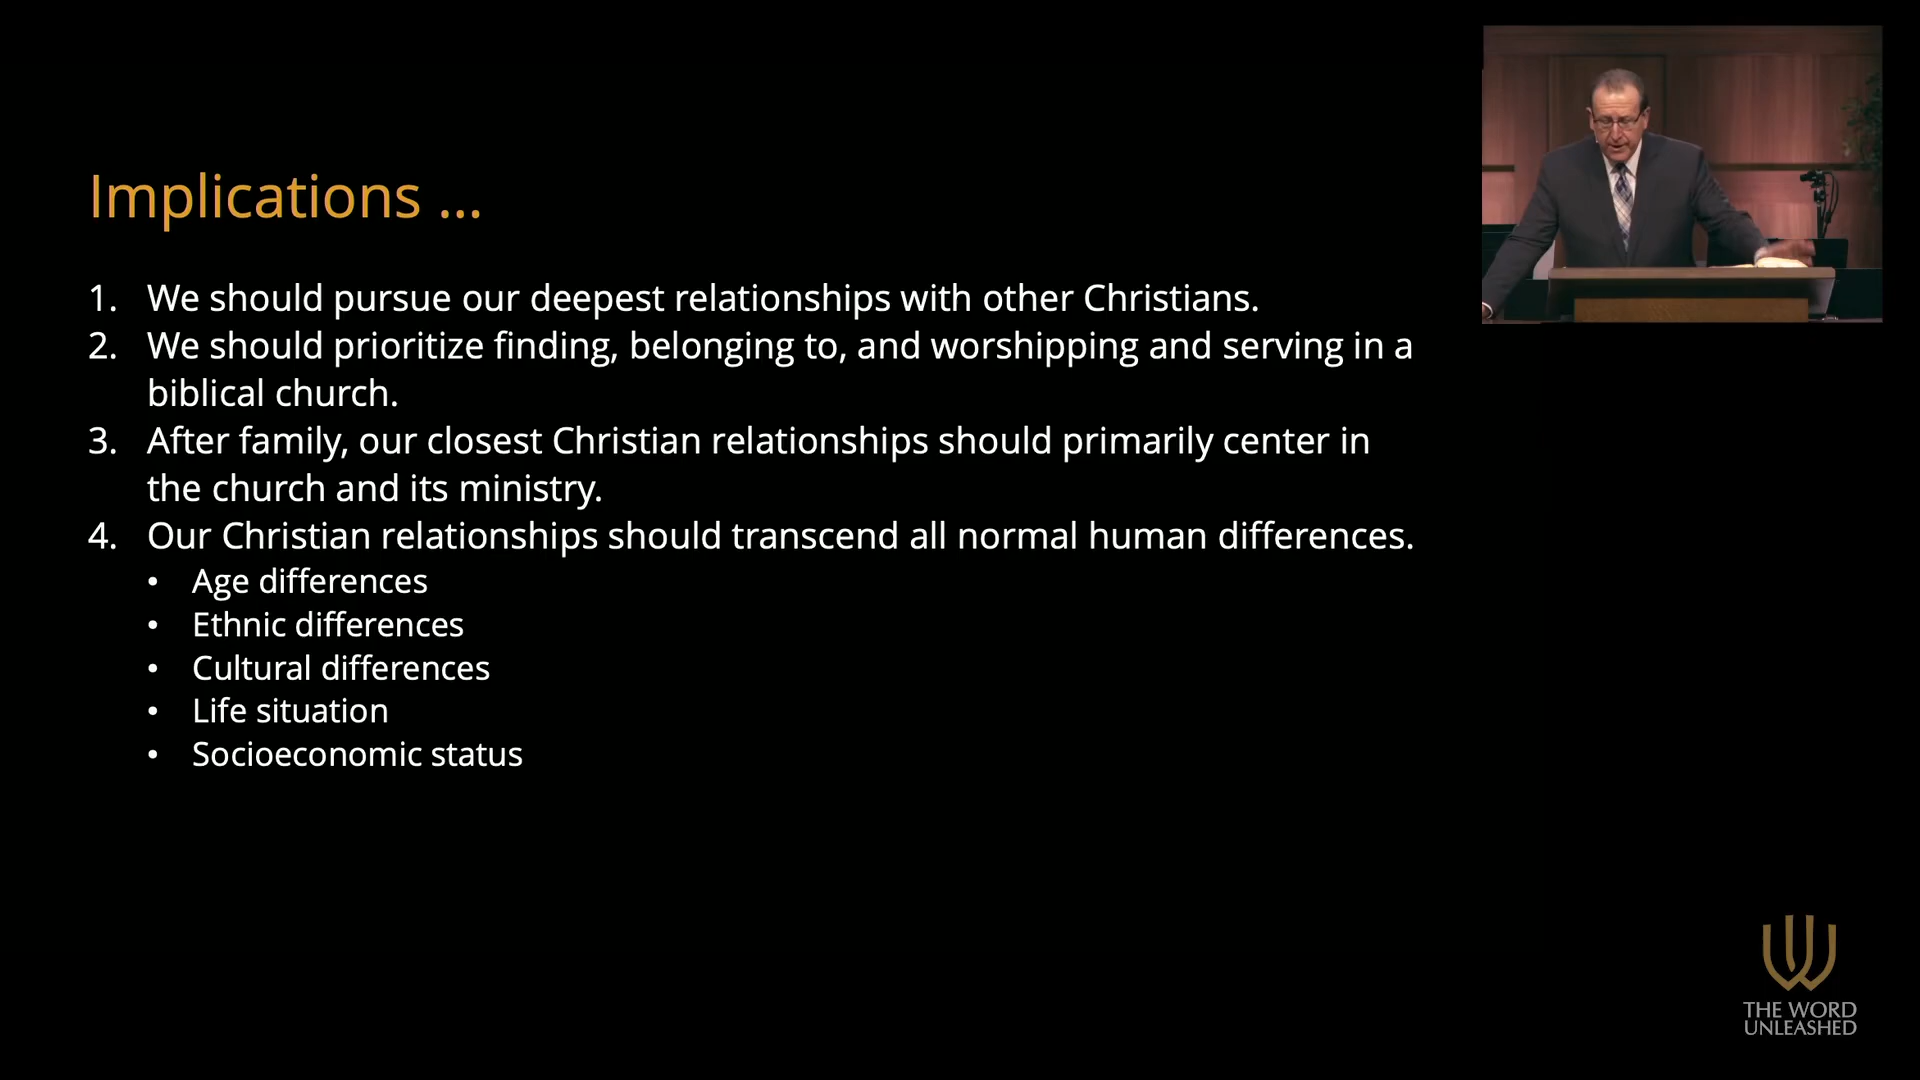 Implications ...
1. We should pursue our deepest relationships with other Christians.
2. We should prioritize finding, belonging to, and worshipping and serving in a
biblical church.
3. After family, our closest Christian relationships should primarily center in
the church and its ministry.
4. Our Christian relationships should transcend all normal human differences.
• Age differences
• Ethnic differences
• Cultural differences
• Life situation
• Socioeconomic status
THE WORD
UNLEASHED